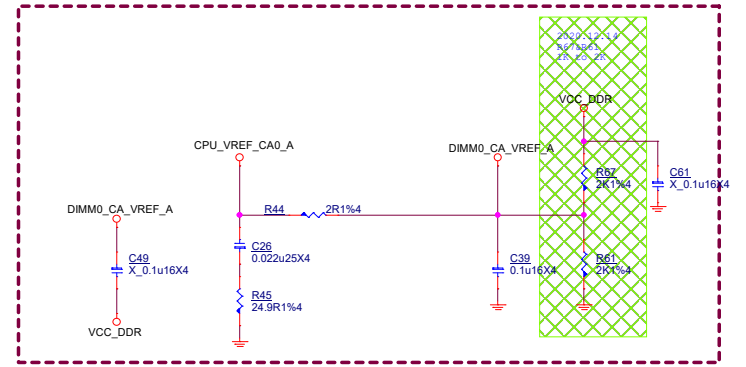 2020.12.14
R67&R61
1K to 2K
VCC_DDR
CPU_VREF_CA0_A
DIMM0_CA_VREF_A
R67
2K1%4
C61
X_0.1u16X4
DIMM0_CA_VREF_A
R44
2R1%4
C49
X_0.1u16X4
C26
0.022u25X4
C39
0.1u16X4
R61
2K1%4
R45
24.9R1%4
VCC_DDR